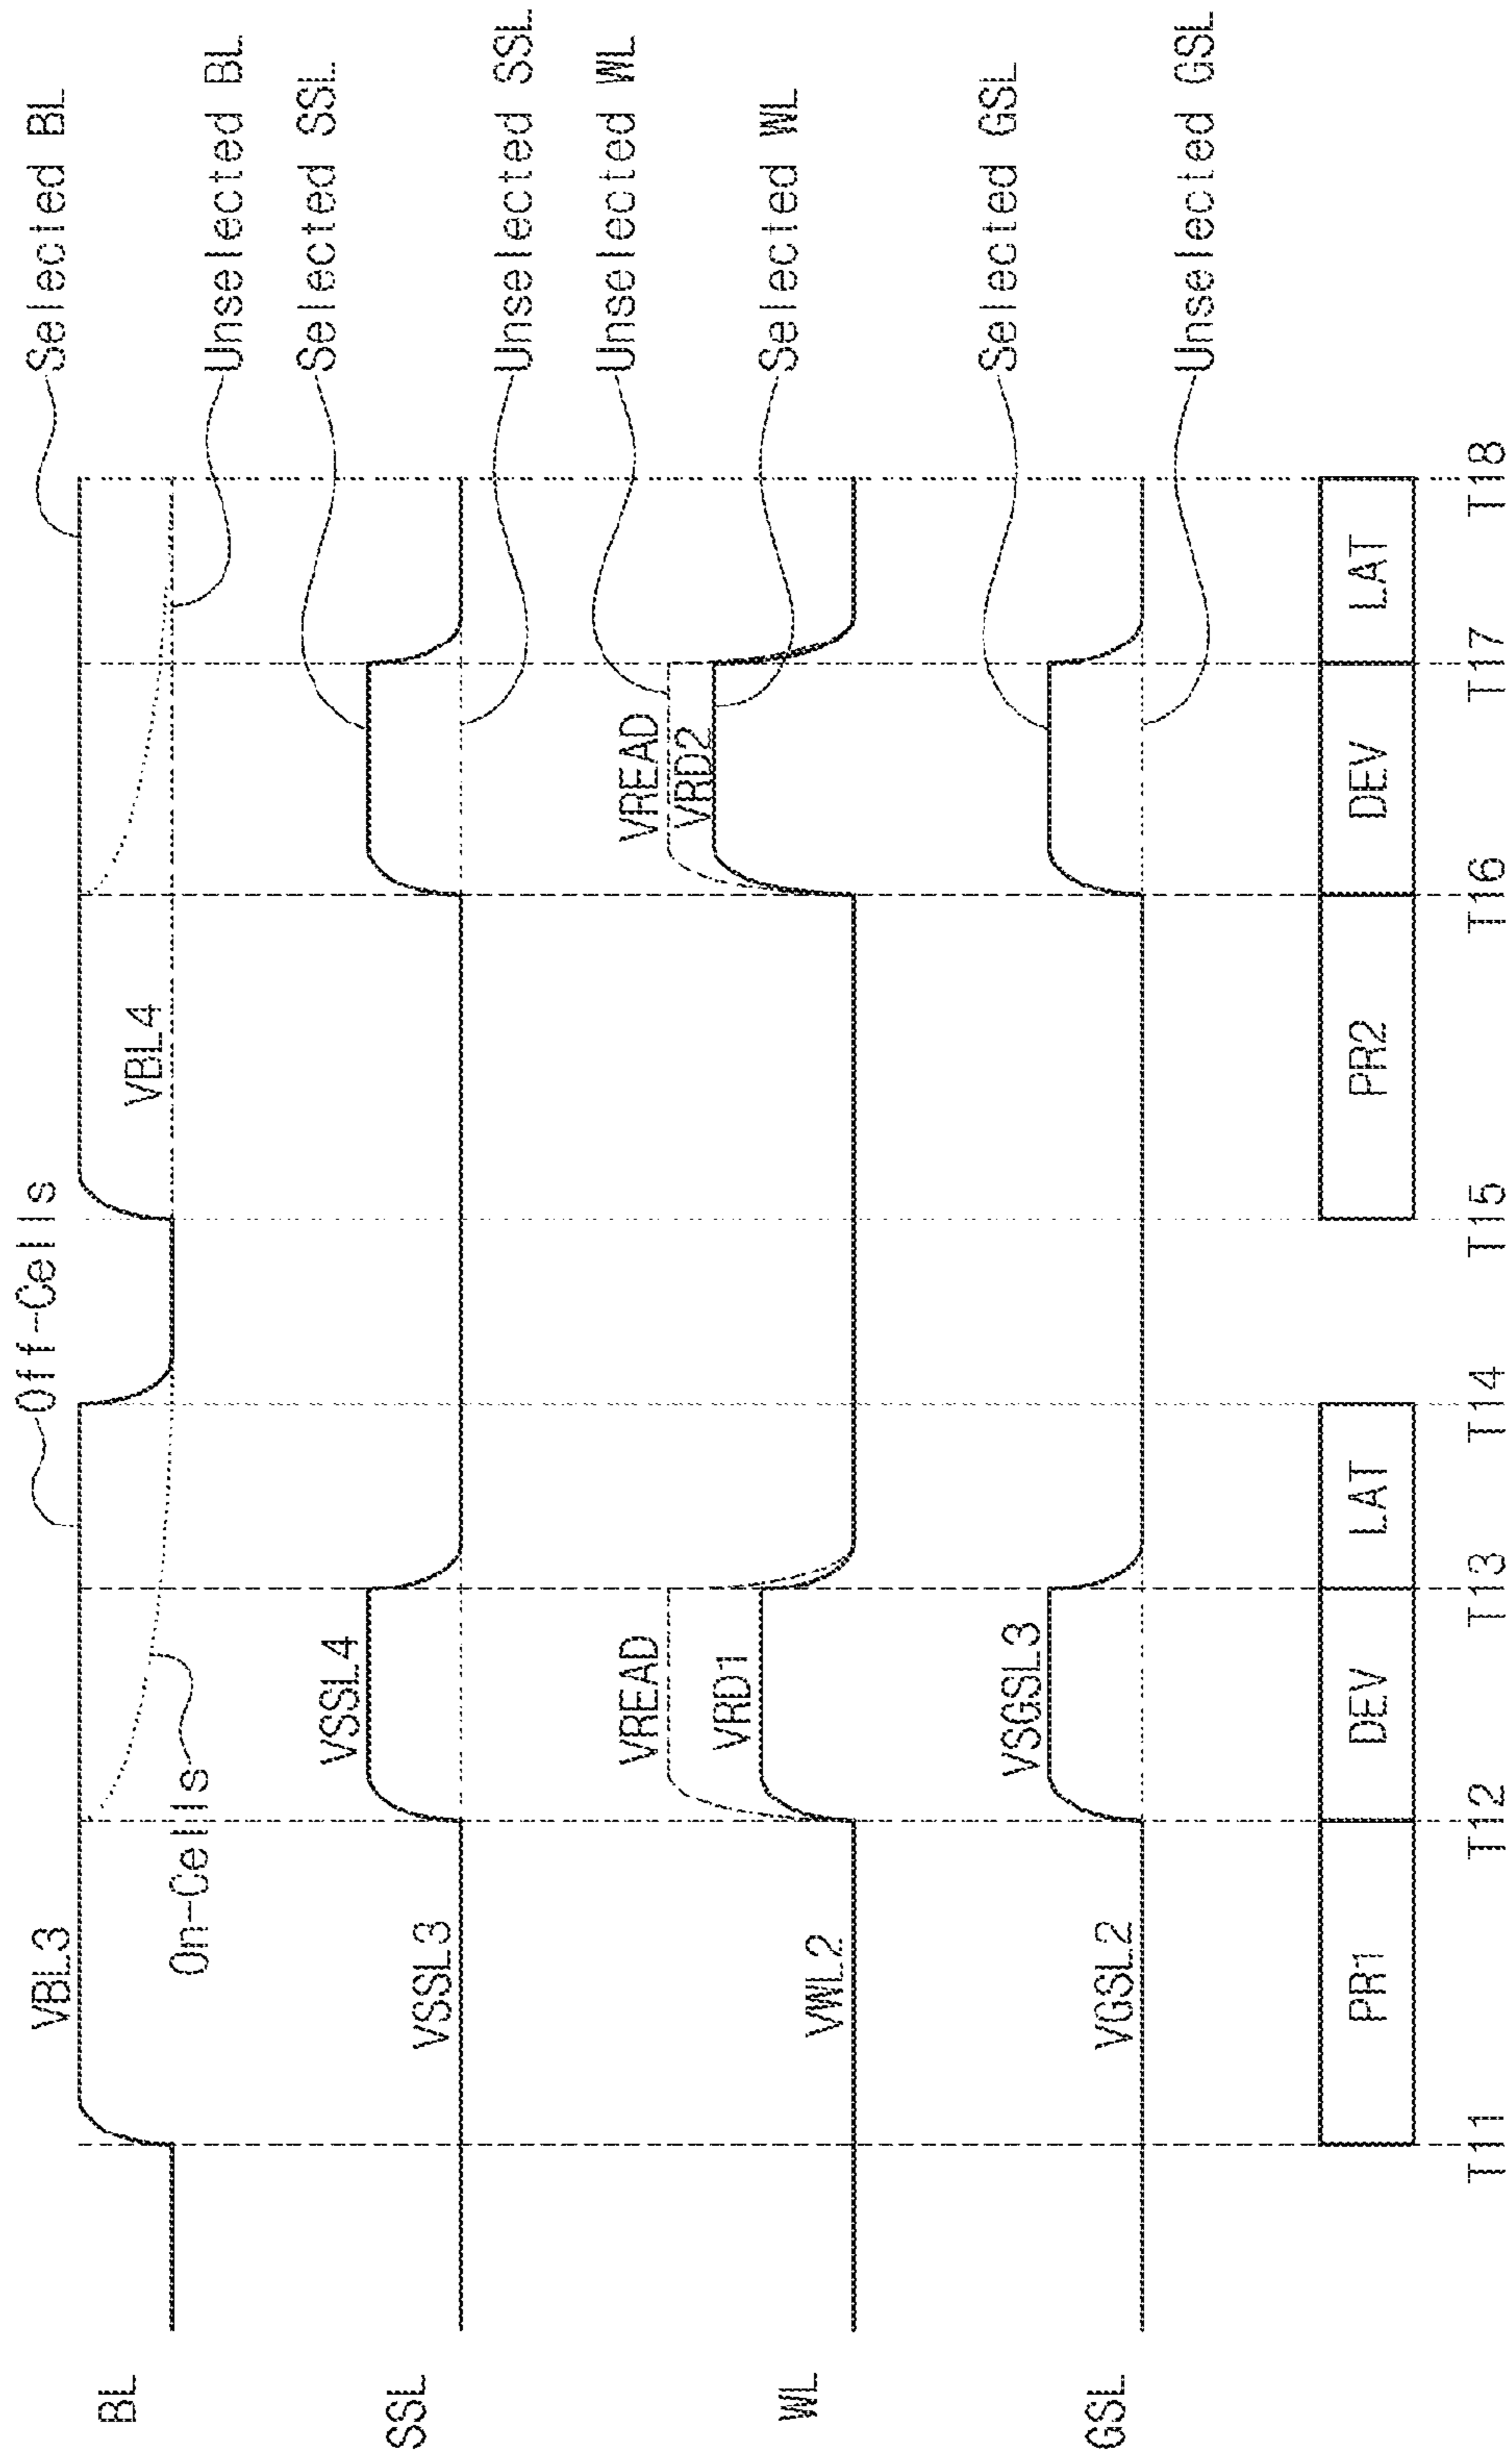 BL
VBL3
On-Cells
Off-Cells
VBL4
Selected BL
Unselected BL
SSL
VSSL3
VSSL4
Selected SSL
Unselected SSL
WL
VWL2
VREAD
VRD1
VREAD
VRD2
Unselected WL
Selected WL
GSL
VGSL2
VSGSL3
Selected GSL
Unselected GSL
PR1
DEV
LAT
PR2
DEV
LAT
T11
T12
T13
T14
T15
T16
T17
T18